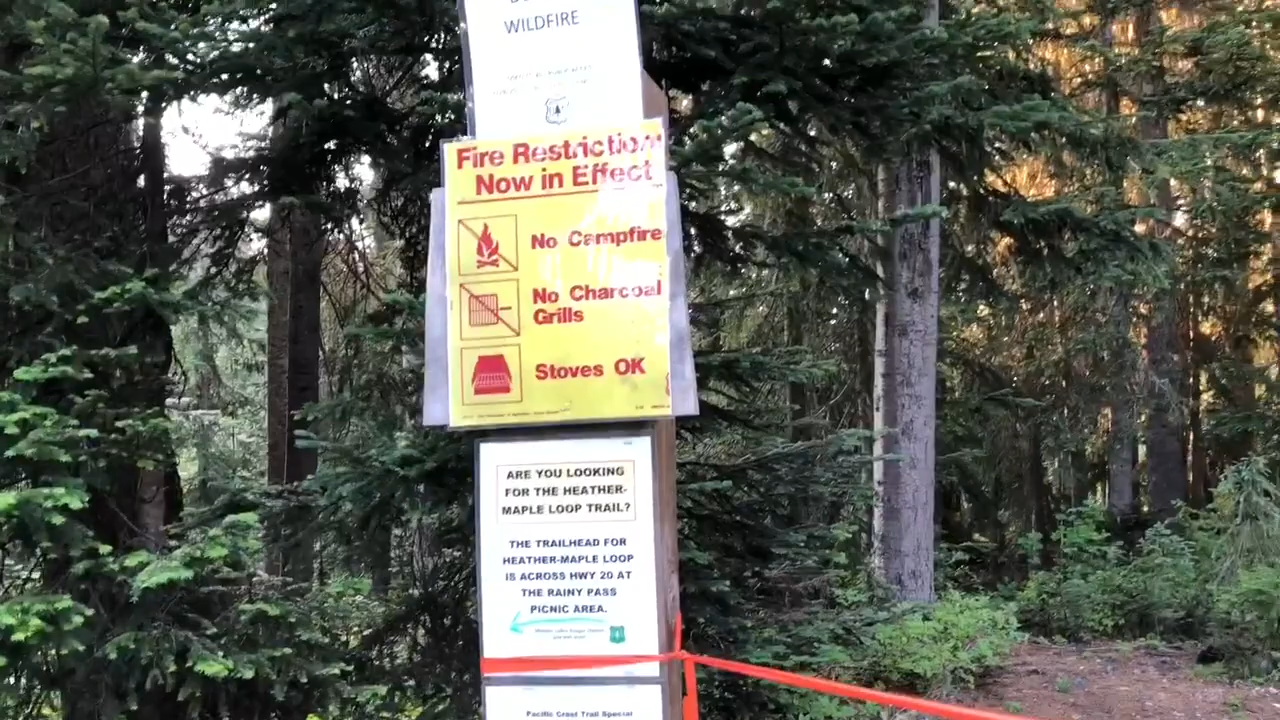 WILDFIRE
Fire Restriction
Now in Effect
No Campfire
No Charcoal
Grills
Stoves OK
ARE YOU LOOKING
FOR THE HEATHER-
MAPLE LOOP TRAIL?
THE TRAILHEAD FOR
HEATHER-MAPLE LOOP
IS ACROSS HWY 20 AT
THE RAINY PASS
PICNIC AREA.
Pacific Crest Trail Special